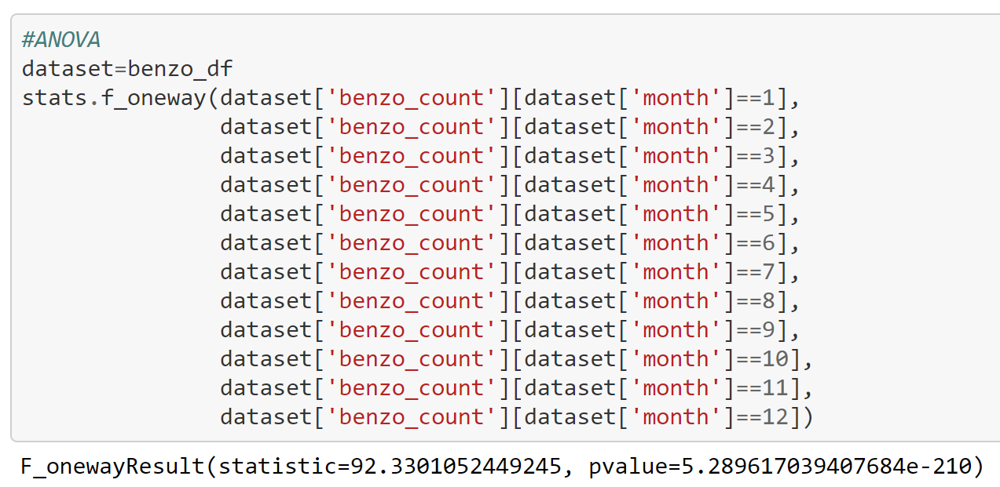 #ANOVA
dataset=benzo_df
stats.f_oneway(dataset['benzo_count'][dataset['month']==1],
dataset['benzo_count'][dataset['month']==2],
dataset['benzo_count'][dataset['month']==3],
dataset['benzo_count'][dataset['month']==4],
dataset['benzo_count'][dataset['month']==5],
dataset['benzo_count'][dataset['month']==6],
dataset['benzo_count'][dataset['month']==7],
dataset['benzo_count'][dataset['month']==8],
dataset['benzo_count'][dataset['month']==9],
dataset['benzo_count'][dataset['month']==10],
dataset['benzo_count'][dataset['month']==11],
dataset['benzo_count'][dataset['month']==12])
F_onewayResult(statistic=92.3301052449245, pvalue=5.289617039407684e-210)